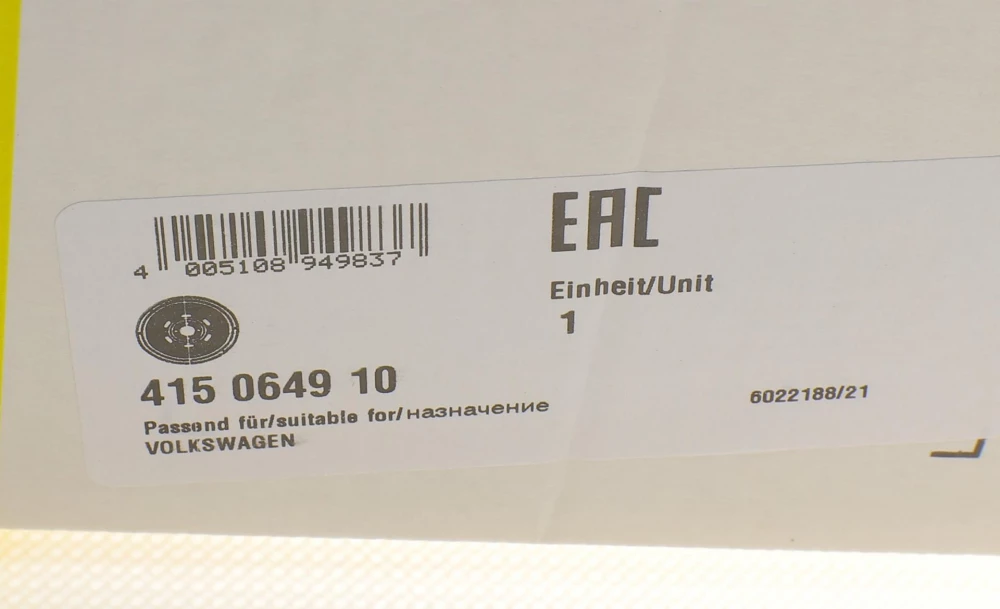 4 005108 949837
EAC
Einheit/Unit
1
415 0649 10
Passend für/suitable for/назначение
VOLKSWAGEN
6022188/21